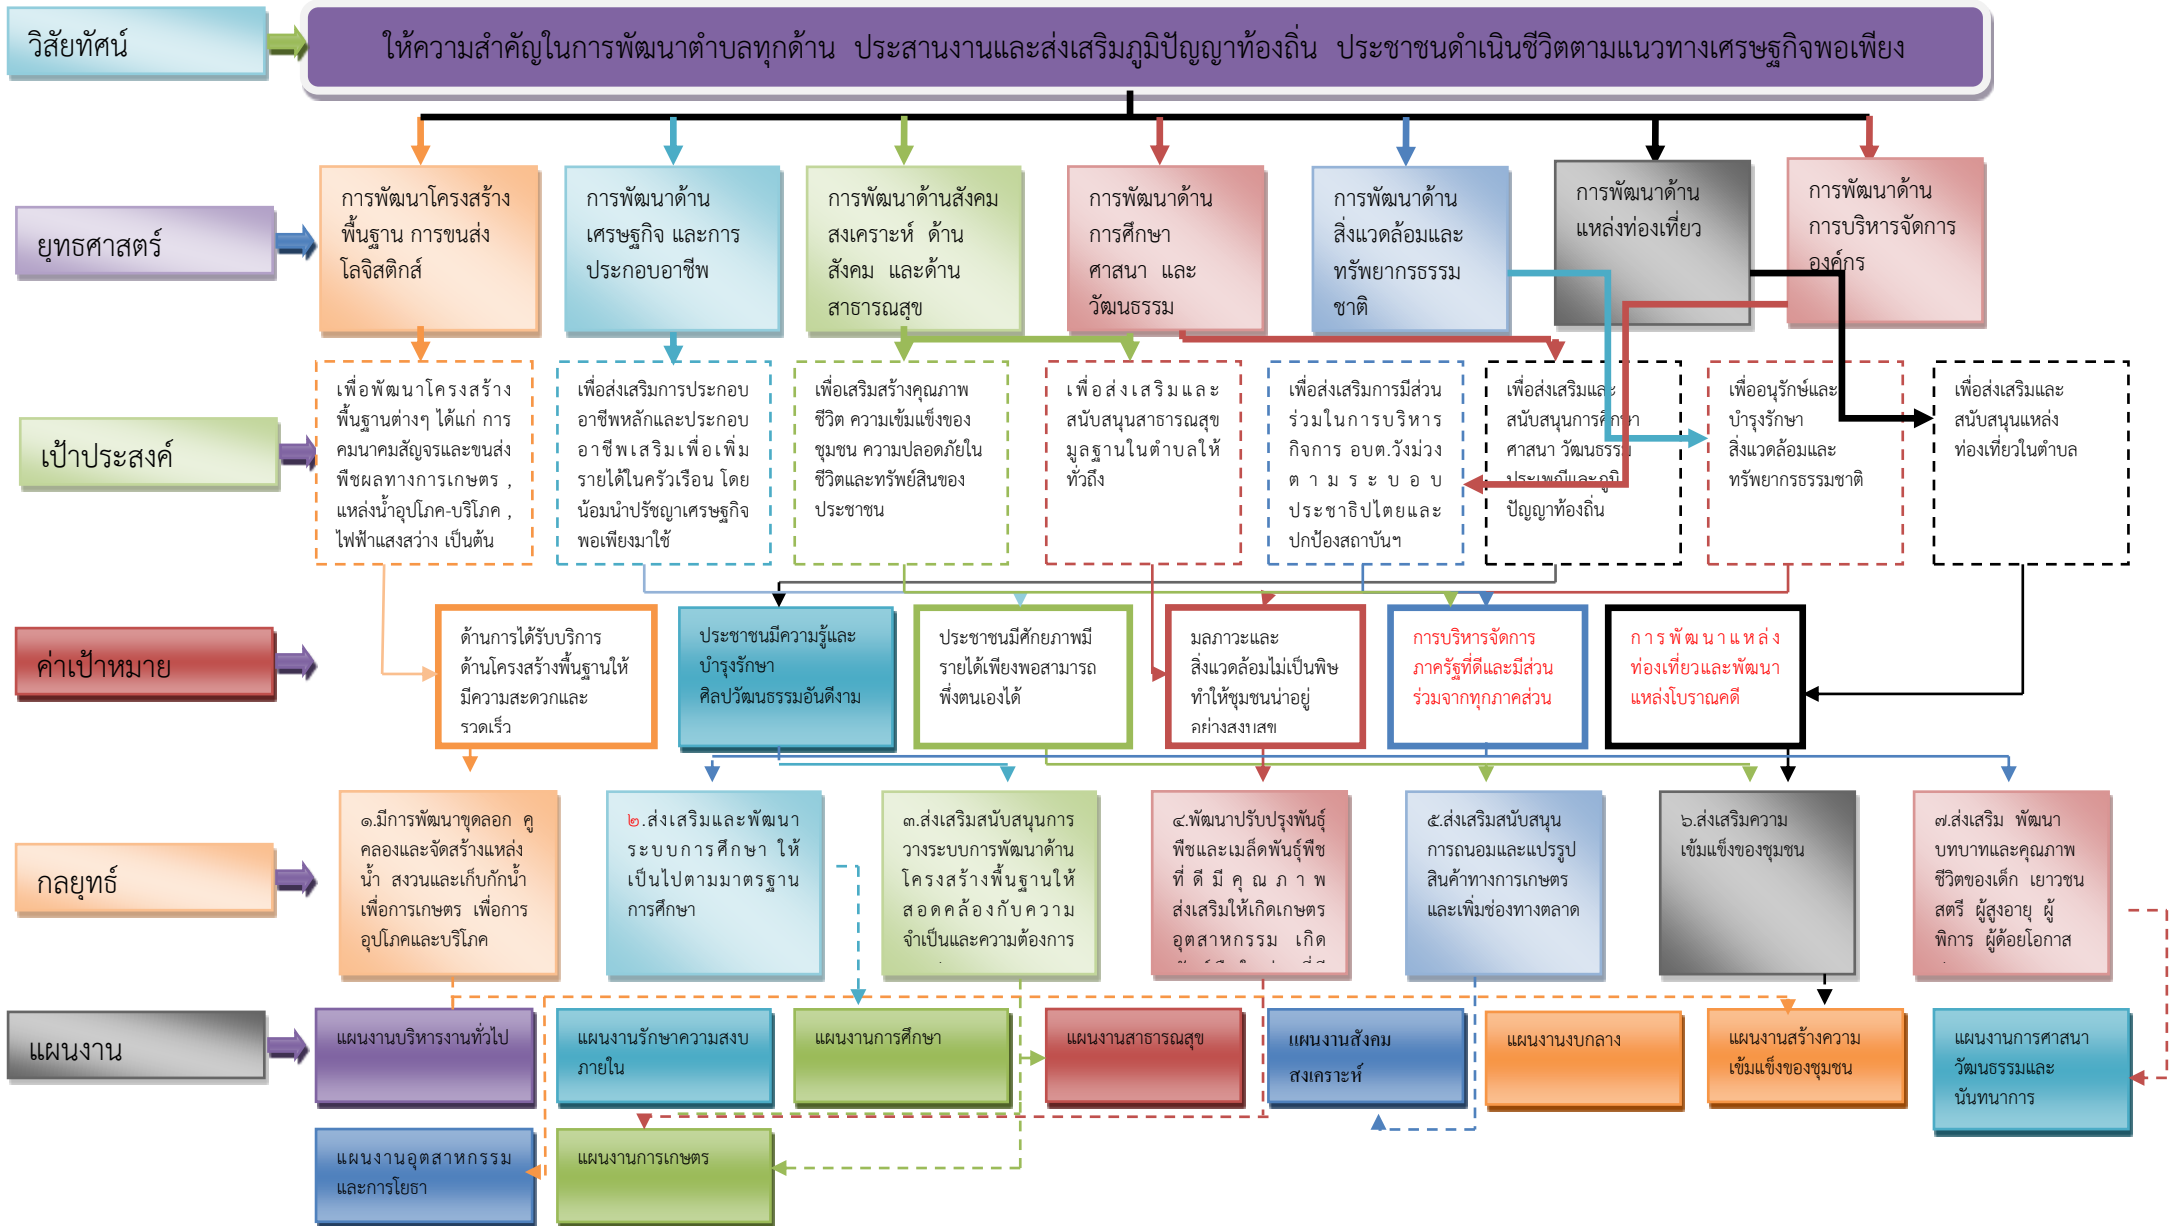 วิสัยทัศน์
ให้ความสำคัญในการพัฒนาตำบลทุกด้าน ประสานงานและส่งเสริมภูมิปัญญาท้องถิ่น ประชาชนดำเนินชีวิตตามแนวทางเศรษฐกิจพอเพียง
ยุทธศาสตร์
การพัฒนาโครงสร้าง
พื้นฐาน การขนส่ง
โลจิสติกส์
การพัฒนาด้าน
เศรษฐกิจ และการ
ประกอบอาชีพ
การพัฒนาด้านสังคม
สงเคราะห์ ด้าน
สังคม และด้าน
สาธารณสุข
การพัฒนาด้าน
การศึกษา
ศาสนา และ
วัฒนธรรม
การพัฒนาด้าน
สิ่งแวดล้อมและ
ทรัพยากรธรรม
ชาติ
การพัฒนาด้าน
แหล่งท่องเที่ยว
การพัฒนาด้าน
การบริหารจัดการ
องค์กร
เป้าประสงค์
เพื่อพัฒนาโครงสร้าง
พื้นฐานต่างๆ ได้แก่ การ
คมนาคมสัญจรและขนส่ง
พืชผลทางการเกษตร ,
แหล่งน้ำอุปโภค-บริโภค ,
ไฟฟ้าแสงสว่าง เป็นต้น
เพื่อส่งเสริมการประกอบ
อาชีพหลักและประกอบ
อาชีพเสริมเพื่อเพิ่ม
รายได้ในครัวเรือน โดย
น้อมนำปรัชญาเศรษฐกิจ
พอเพียงมาใช้
เพื่อเสริมสร้างคุณภาพ
ชีวิต ความเข้มแข็งของ
ชุมชน ความปลอดภัยใน
ชีวิตและทรัพย์สินของ
ประชาชน
เพื่อส่งเสริมและ
สนับสนุนสาธารณสุข
มูลฐานในตำบลให้
ทั่วถึง
เพื่อส่งเสริมการมีส่วน
ร่วมในการบริหาร
กิจการ อบต.วังม่วง
ตามระบอบ
ประชาธิปไตยและ
ปกป้องสถาบันฯ
เพื่อส่งเสริมและ
สนับสนุนการศึกษา
ศาสนา วัฒนธรรม
ประเพณีและภูมิ
ปัญญาท้องถิ่น
เพื่ออนุรักษ์และ
บำรุงรักษา
สิ่งแวดล้อมและ
ทรัพยากรธรรมชาติ
เพื่อส่งเสริมและ
สนับสนุนแหล่ง
ท่องเที่ยวในตำบล
ค่าเป้าหมาย
ด้านการได้รับบริการ
ด้านโครงสร้างพื้นฐานให้
มีความสะดวกและ
รวดเร็ว
ประชาชนมีความรู้และ
บำรุงรักษา
ศิลปวัฒนธรรมอันดีงาม
ประชาชนมีศักยภาพมี
รายได้เพียงพอสามารถ
พึ่งตนเองได้
มลภาวะและ
สิ่งแวดล้อมไม่เป็นพิษ
ทำให้ชุมชนน่าอยู่
อย่างสงบสุข
การบริหารจัดการ
ภาครัฐที่ดีและมีส่วน
ร่วมจากทุกภาคส่วน
การพัฒนาแหล่ง
ท่องเที่ยวและพัฒนา
แหล่งโบราณคดี
กลยุทธ์
๑.มีการพัฒนาขุดลอก คู
คลองและจัดสร้างแหล่ง
น้ำ สงวนและเก็บกักน้ำ
เพื่อการเกษตร เพื่อการ
อุปโภคและบริโภค
๒.ส่งเสริมและพัฒนา
ระบบการศึกษา ให้
เป็นไปตามมาตรฐาน
การศึกษา
๓.ส่งเสริมสนับสนุนการ
วางระบบการพัฒนาด้าน
โครงสร้างพื้นฐานให้
สอดคล้องกับความ
จำเป็นและความต้องการ
๔.พัฒนาปรับปรุงพันธุ์
พืชและเมล็ดพันธุ์พืช
ที่ดีมีคุณภาพ
ส่งเสริมให้เกิดเกษตร
อุตสาหกรรม เกิด
๕.ส่งเสริมสนับสนุน
การถนอมและแปรรูป
สินค้าทางการเกษตร
และเพิ่มช่องทางตลาด
๖.ส่งเสริมความ
เข้มแข็งของชุมชน
๗.ส่งเสริม พัฒนา
บทบาทและคุณภาพ
ชีวิตของเด็ก เยาวชน
สตรี ผู้สูงอายุ ผู้
พิการ ผู้ด้อยโอกาส
แผนงาน
แผนงานบริหารงานทั่วไป
แผนงานรักษาความสงบ
ภายใน
แผนงานการศึกษา
แผนงานสาธารณสุข
แผนงานสังคม
สงเคราะห์
แผนงานงบกลาง
แผนงานสร้างความ
เข้มแข็งของชุมชน
แผนงานการศาสนา
วัฒนธรรมและ
นันทนาการ
แผนงานอุตสาหกรรม
และการโยธา
แผนงานการเกษตร